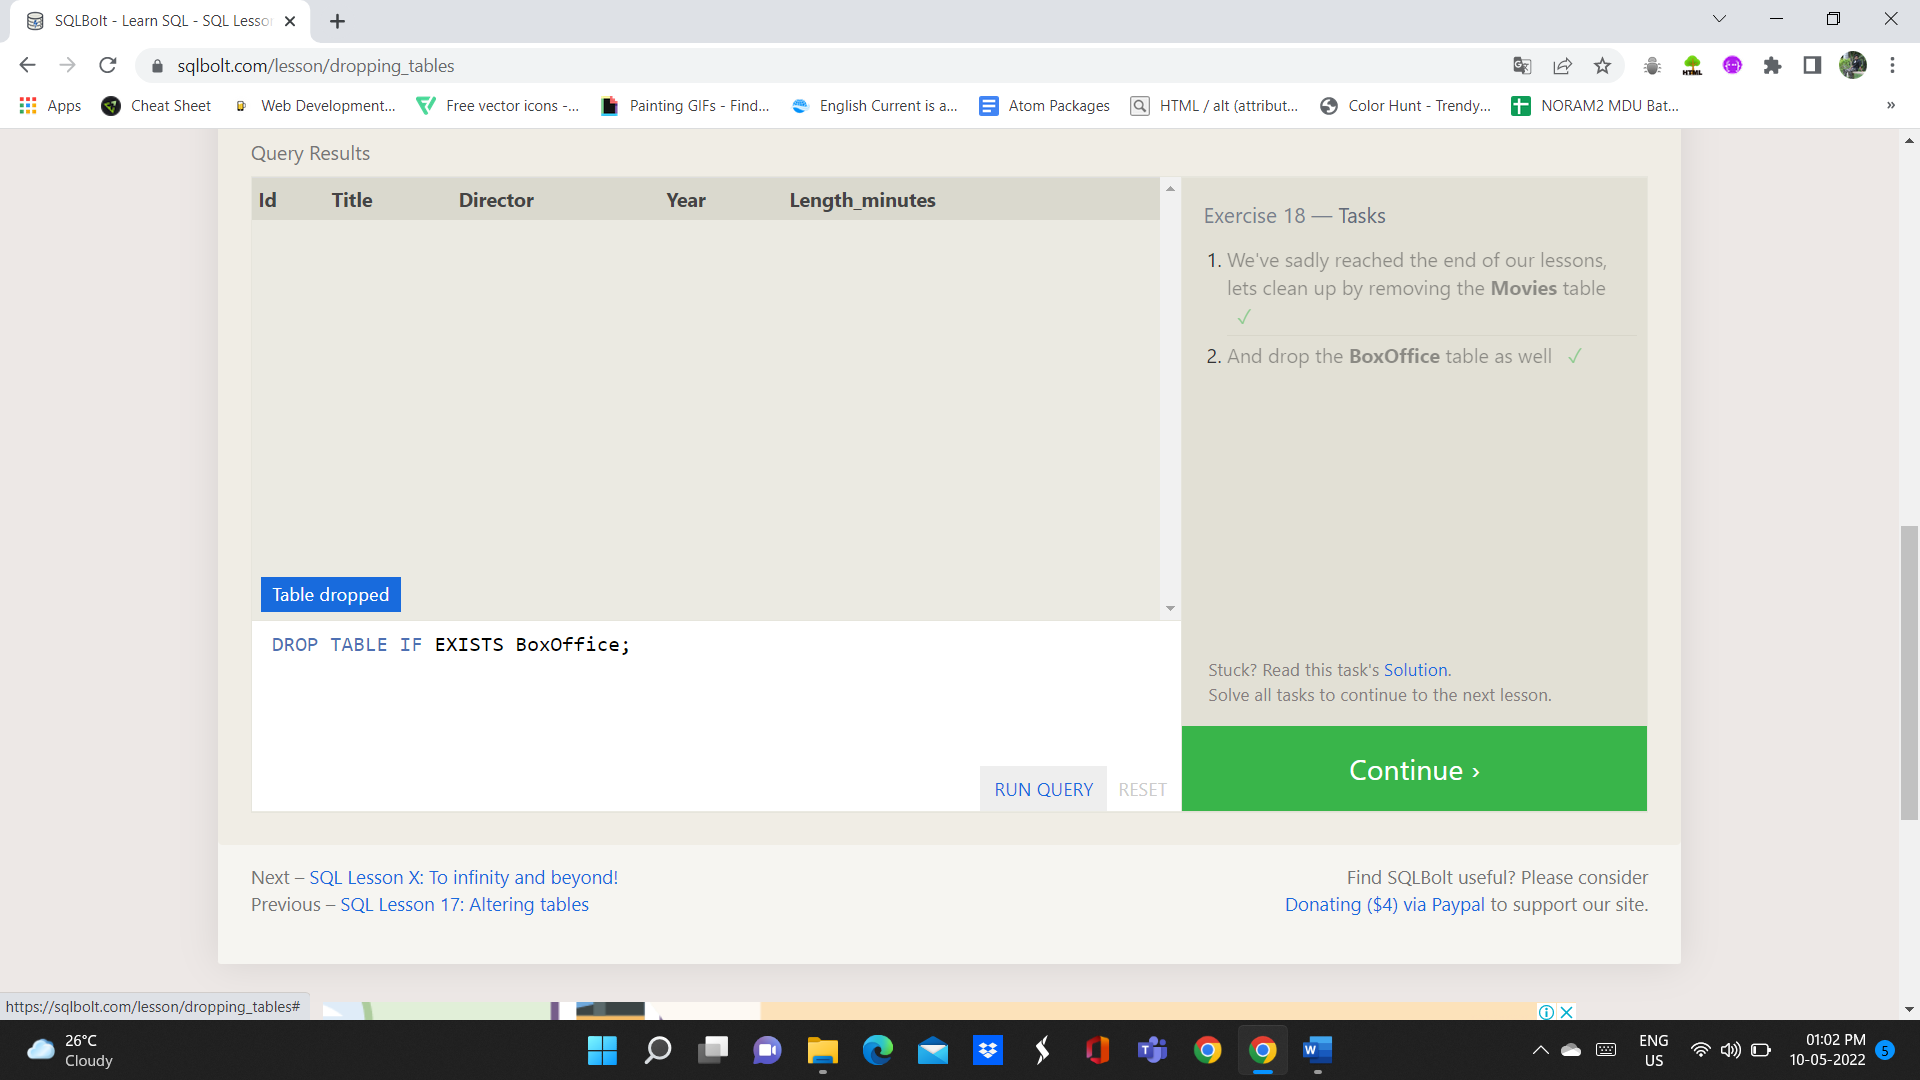 SQLBolt - Learn SQL - SQL Lesso
sqlbolt.com/lesson/dropping_tables
Apps
Cheat Sheet
Web Development...
Free vector icons -...
Painting GIFs - Find...
English Current is a...
Atom Packages
HTML / alt (attribut...
Color Hunt - Trendy...
NORAM2 MDU Bat...
»
Query Results
Id Title Director Year Length_minutes
Table dropped
DROP TABLE IF EXISTS BoxOffice;
RUN QUERY RESET
Exercise 18 — Tasks
1. We've sadly reached the end of our lessons,
lets clean up by removing the Movies table
✓
2. And drop the BoxOffice table as well ✓
Stuck? Read this task's Solution.
Solve all tasks to continue to the next lesson.
Continue ›
Next – SQL Lesson X: To infinity and beyond!
Previous – SQL Lesson 17: Altering tables
Find SQLBolt useful? Please consider
Donating ($4) via Paypal to support our site.
https://sqlbolt.com/lesson/dropping_tables#
26°C
Cloudy
ENG
US
01:02 PM
10-05-2022
5